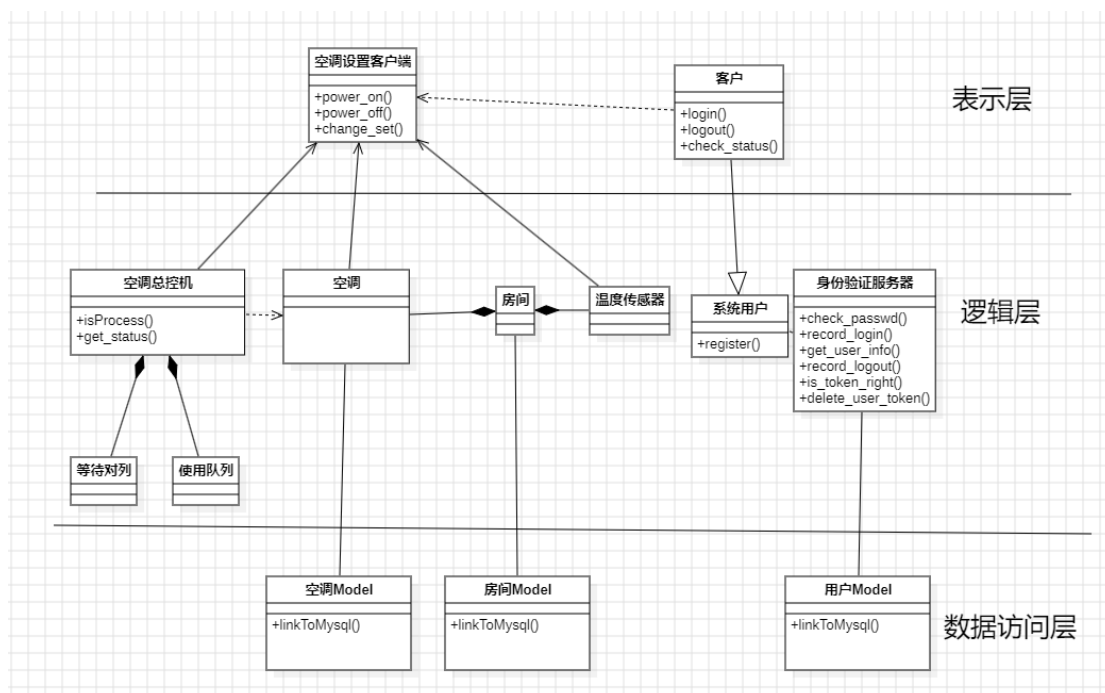 空调设置客户端
+power_on()
+power_off()
+change_set()
客户
+login()
+logout()
+check_status()
表示层
空调总控机
+isProcess()
+get_status()
空调
房间
温度传感器
系统用户
+register()
身份验证服务器
+check_passwd()
+record_login()
+get_user_info()
+record_logout()
+is_token_right()
+delete_user_token()
逻辑层
等待对列
使用队列
空调Model
+linkToMysql()
房间Model
+linkToMysql()
用户Model
+linkToMysql()
数据访问层